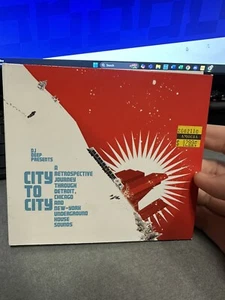 DJ
DEEP
PRESENTS
CITY
TO
CITY
A
RETROSPECTIVE
JOURNEY
THROUGH
DETROIT,
CHICAGO
AND
NEW-YORK
UNDERGROUND
HOUSE
SOUNDS